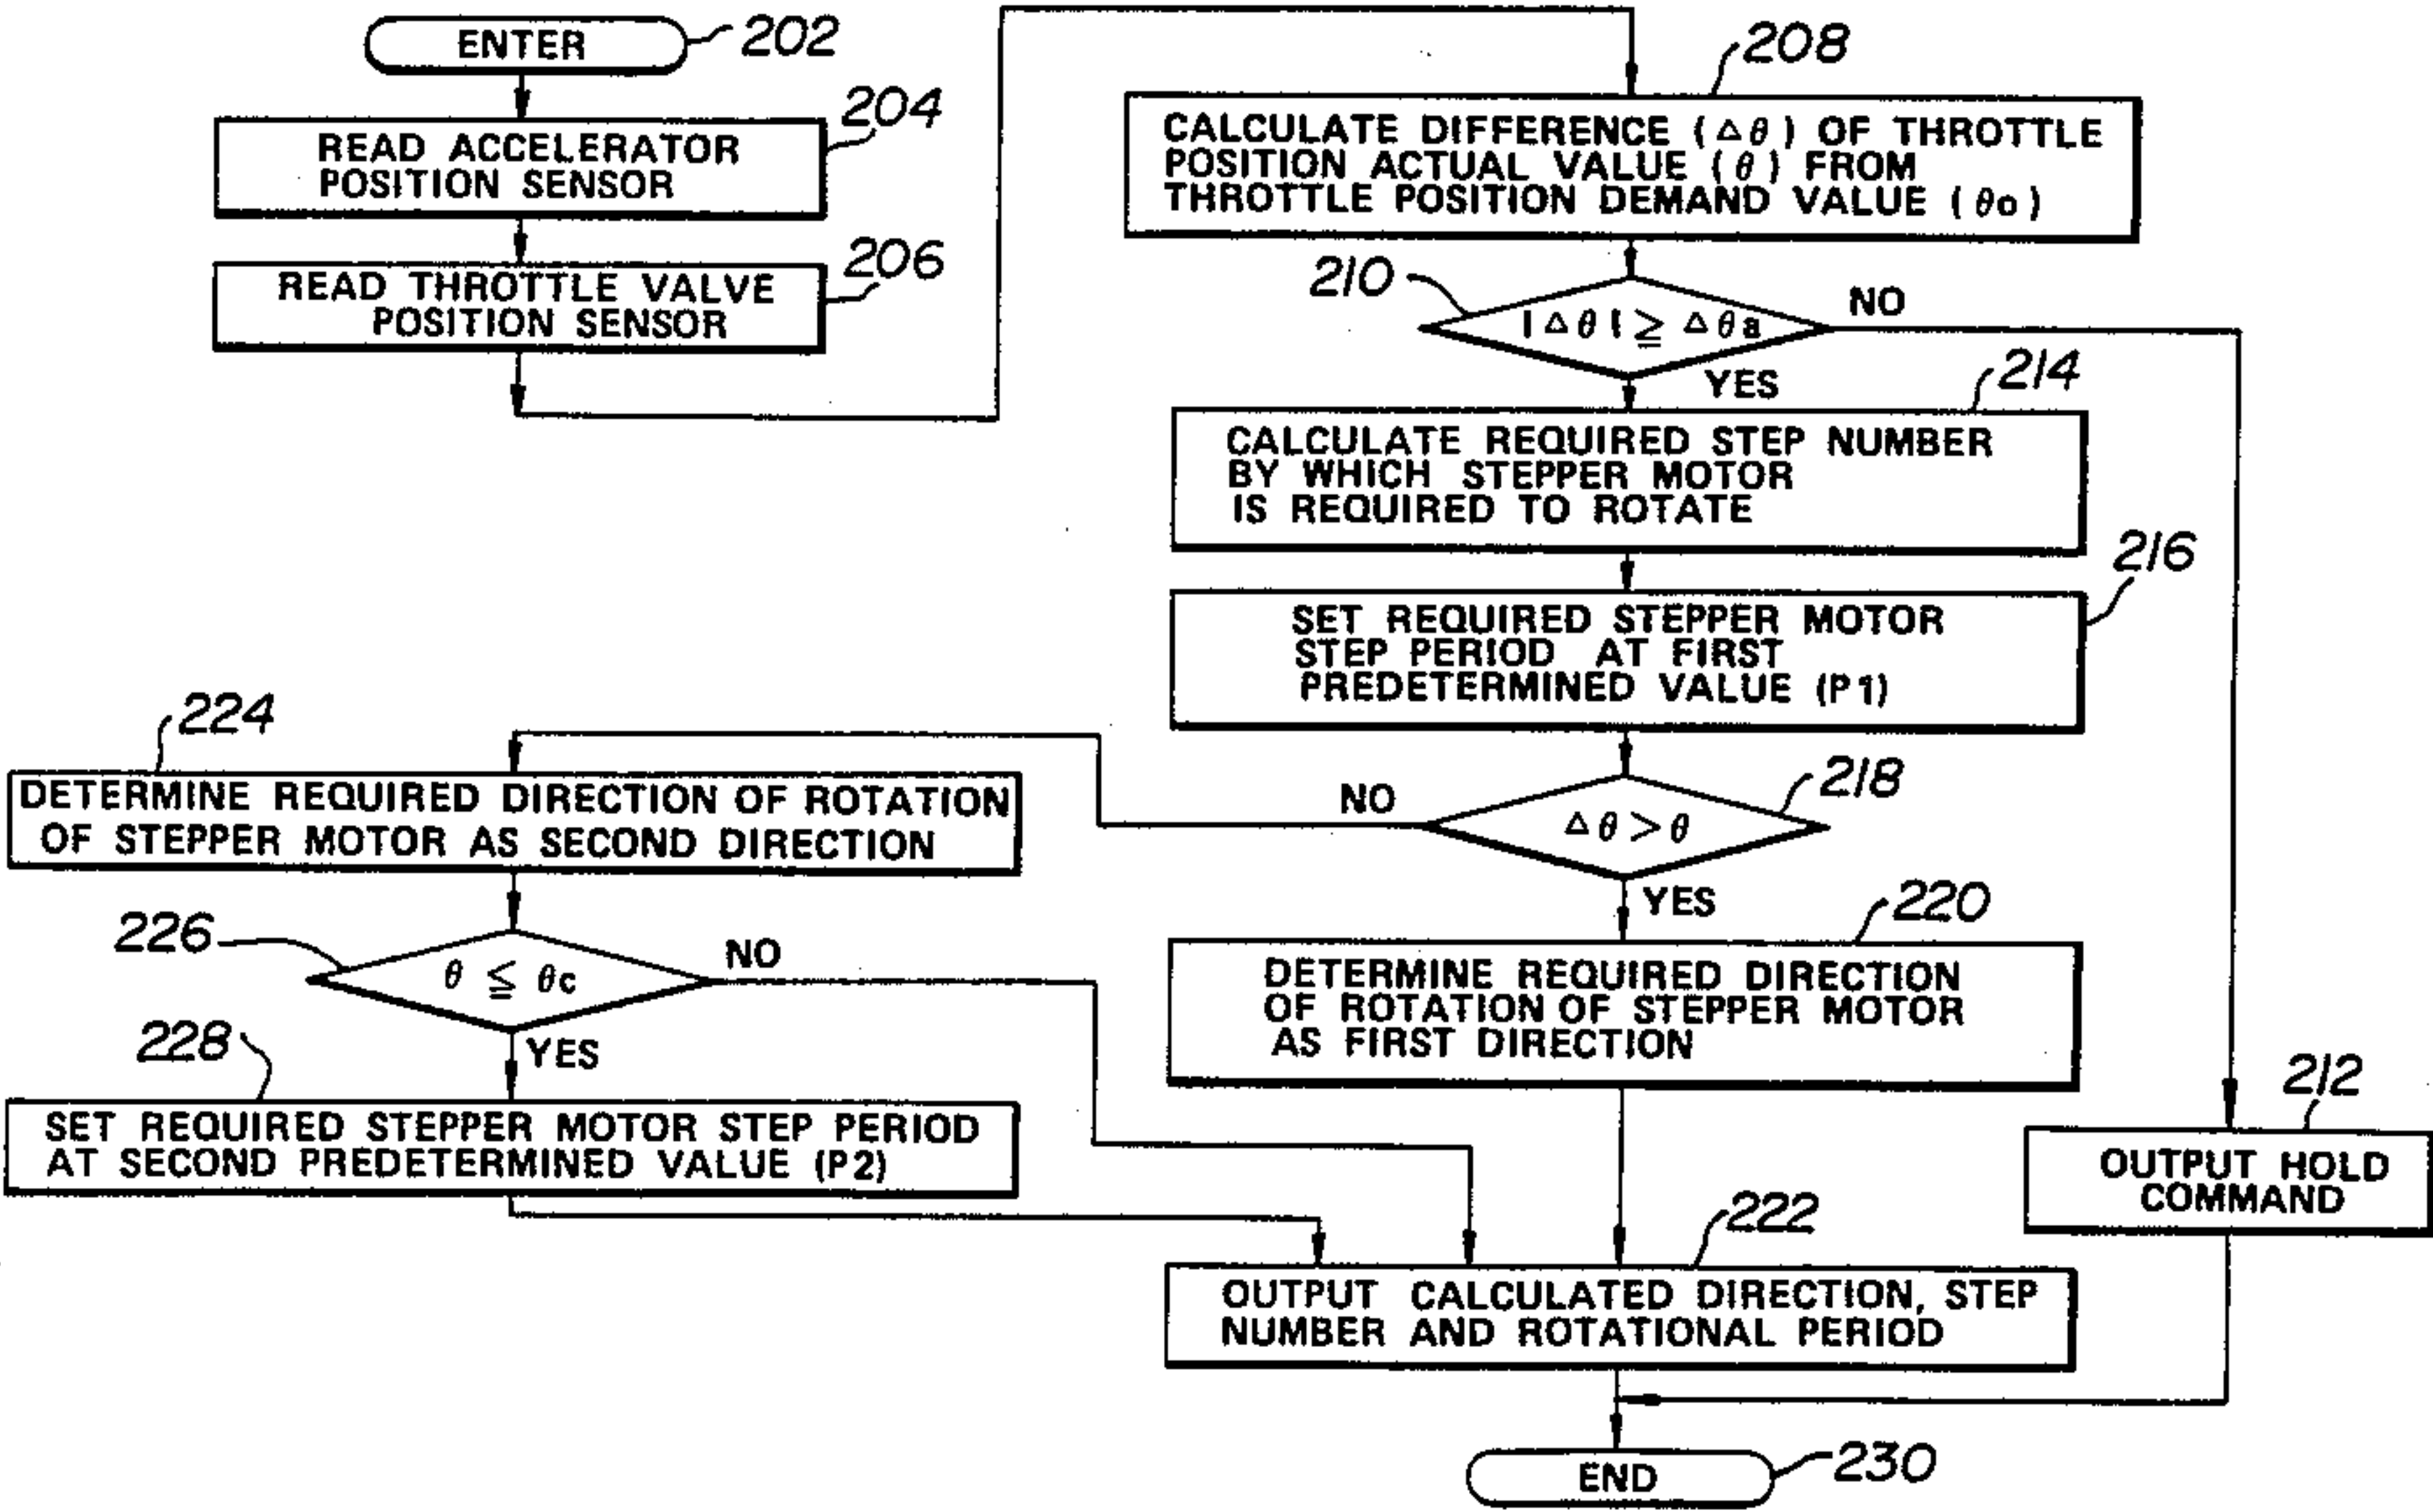 ENTER
202
READ ACCELERATOR
POSITION SENSOR
204
READ THROTTLE VALVE
POSITION SENSOR
206
208
CALCULATE DIFFERENCE (Δθ) OF THROTTLE
POSITION ACTUAL VALUE (θ) FROM
THROTTLE POSITION DEMAND VALUE (θo)
210
|Δθ| ≧ Δθa
NO
YES
214
CALCULATE REQUIRED STEP NUMBER
BY WHICH STEPPER MOTOR
IS REQUIRED TO ROTATE
216
SET REQUIRED STEPPER MOTOR
STEP PERIOD AT FIRST
PREDETERMINED VALUE (P1)
218
Δθ > θ
NO
YES
220
DETERMINE REQUIRED DIRECTION
OF ROTATION OF STEPPER MOTOR
AS FIRST DIRECTION
224
DETERMINE REQUIRED DIRECTION OF ROTATION
OF STEPPER MOTOR AS SECOND DIRECTION
226
θ ≦ θc
NO
YES
228
SET REQUIRED STEPPER MOTOR STEP PERIOD
AT SECOND PREDETERMINED VALUE (P2)
212
OUTPUT HOLD
COMMAND
222
OUTPUT CALCULATED DIRECTION, STEP
NUMBER AND ROTATIONAL PERIOD
END
230